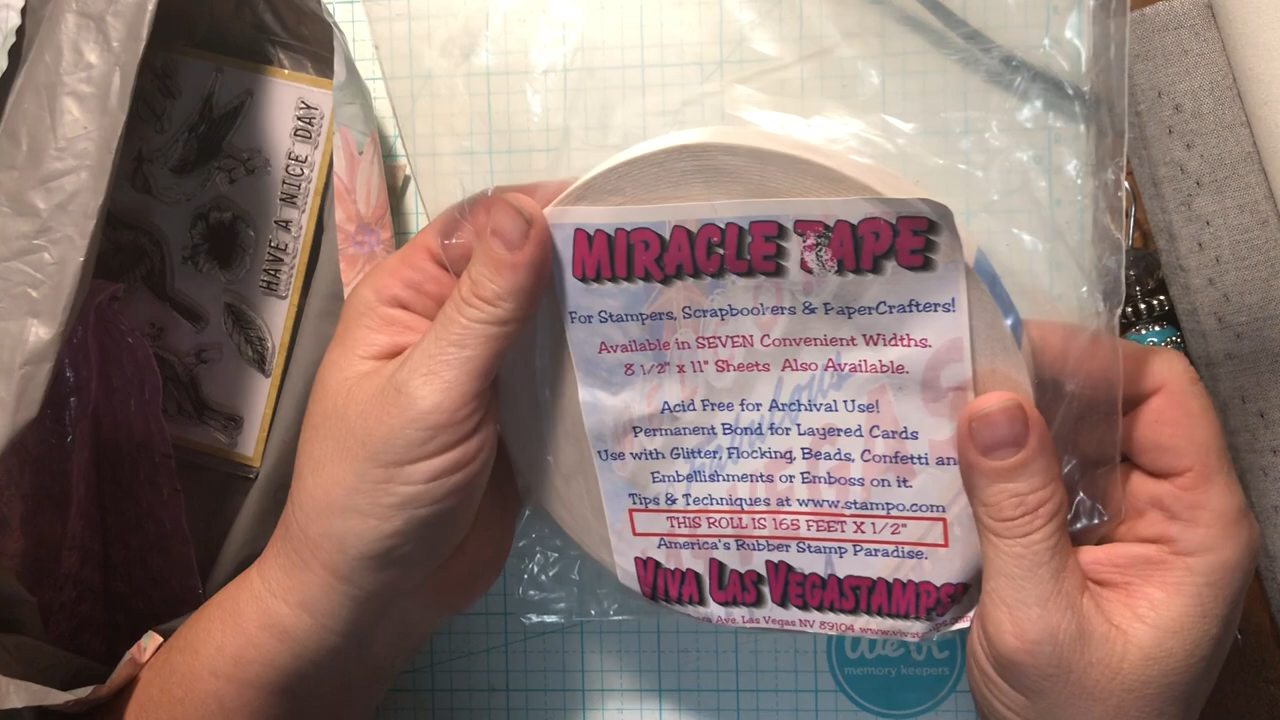 HAVE A NICE DAY
MIRACLE TAPE
For Stampers, Scrapbookers & PaperCrafters!
Available in SEVEN Convenient Widths.
8 1/2" x 11" Sheets Also Available.
Acid Free for Archival Use!
Permanent Bond for Layered Cards
Use with Glitter, Flocking, Beads, Confetti an
Embellishments or Emboss on it.
Tips & Techniques at www.stampo.com
THIS ROLL IS 165 FEET X 1/2"
America's Rubber Stamp Paradise.
VIVA LAS VEGASTAMPS!
Ave. Las Vegas NV 89104
we R
memory keepers